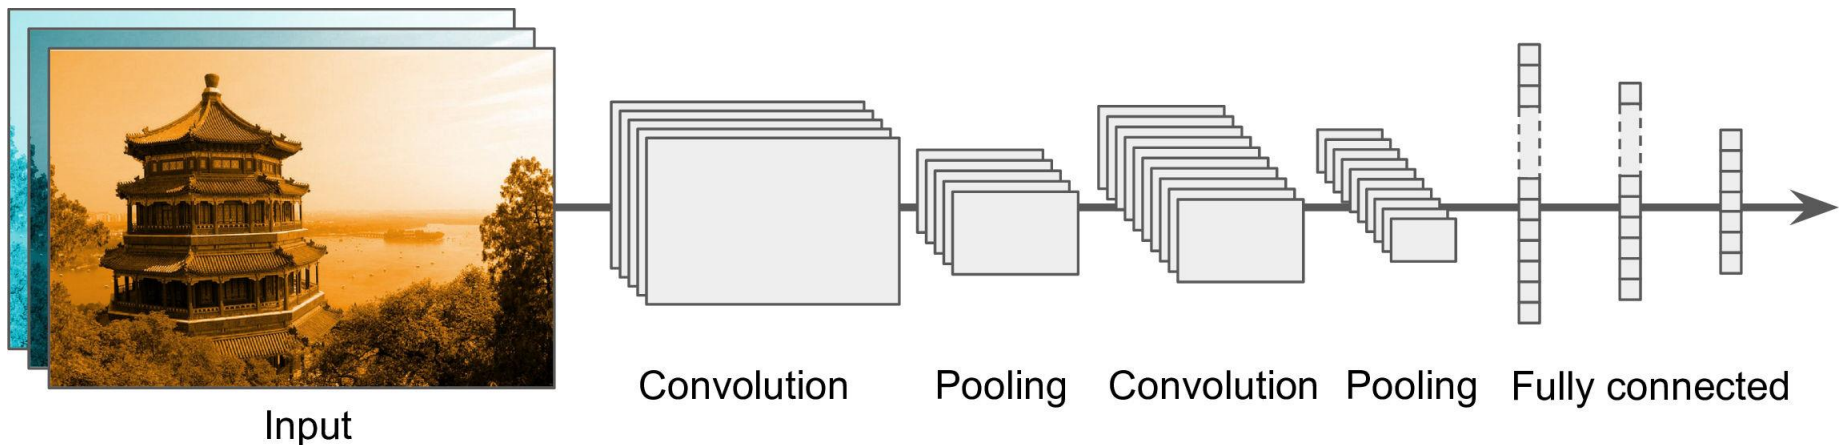 Convolution
Pooling
Convolution
Pooling
Fully connected
Input